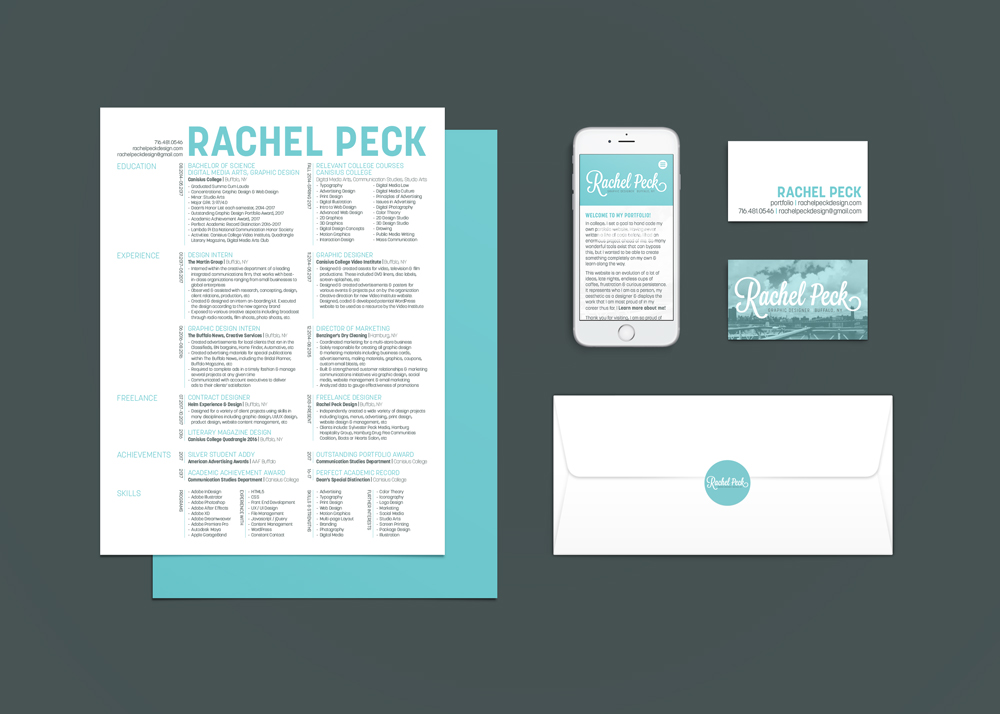 716.481.0546
rachelpeckdesign.com
rachelpeckdesign@gmail.com
RACHEL PECK
EDUCATION
BACHELOR OF SCIENCE
DIGITAL MEDIA ARTS, GRAPHIC DESIGN
Canisius College | Buffalo, NY
- Graduated Summa Cum Laude
- Concentrations: Graphic Design & Web Design
- Minor: Studio Arts
- Dean's Honor List each semester, 2014-2017
- Outstanding Graphic Design Portfolio Award, 2017
- Academic Achievement Award, 2017
- Perfect Academic Record Distinction 2016-2017
- Lambda Pi Eta National Communication Honor Society
- Activities: Canisius College Video Institute, Quadrangle
Literary Magazine, Digital Media Arts Club
RELEVANT COLLEGE COURSES
CANISIUS COLLEGE
Digital Media Arts, Communication Studies, Studio Arts
- Typography
- Advertising Design
- Print Design
- Digital Illustration
- Intro to Web Design
- Advanced Web Design
- 2D Graphics
- 3D Graphics
- Digital Design Concepts
- Motion Graphics
- Interaction Design
- Digital Media Law
- Digital Media Culture
- Principles of Advertising
- Issues in Advertising
- Digital Photography
- Color Theory
- 2D Design Studio
- 3D Design Studio
- Drawing
- Public Media Writing
- Mass Communication
EXPERIENCE
DESIGN INTERN
The Martin Group | Buffalo, NY
- Interned within the creative department of a leading
integrated communications firm, that works with best-
in-class organizations ranging from small businesses to
global enterprises
- Observed & assisted with research, concepting, design,
client relations, production, etc
- Created & designed an intern on-boarding kit. Executed
the design according to the new agency brand
- Exposed to various creative aspects including broadcast
through radio records, film shoots, photo shoots, etc.
GRAPHIC DESIGNER
Canisius College Video Institute | Buffalo, NY
- Designed & created assets for video, television & film
productions. These included DVD liners, disc labels,
screen splashes, etc
- Designed & created advertisements & posters for
various events & projects put on by the organization
- Creative direction for new Video Institute website.
Designed, coded & developed potential WordPress
website to be used as a resource by the Video Institute
GRAPHIC DESIGN INTERN
The Buffalo News, Creative Services | Buffalo, NY
- Created advertisements for local clients that ran in the
Classifieds, BN bargains, Home Finder, Automotive, etc
- Created advertising materials for special publications
within The Buffalo News, including the Bridal Planner,
Buffalo Magazine, etc
- Required to complete ads in a timely fashion & manage
several projects at any given time
- Communicated with account executives to deliver
ads to their clients' satisfaction
DIRECTOR OF MARKETING
Benzinger's Dry Cleaning | Hamburg, NY
- Coordinated marketing for a multi-store business
- Solely responsible for creating all graphic design
& marketing materials including business cards,
advertisements, mailing materials, graphics, coupons,
custom email blasts, etc
- Built & strengthened customer relationships & marketing
communications initiatives via graphic design, social
media, website management & email marketing
- Analyzed data to gauge effectiveness of promotions
FREELANCE
CONTRACT DESIGNER
Helm Experience & Design | Buffalo, NY
- Designed for a variety of client projects using skills in
many disciplines including graphic design, UI/UX design,
product design, website content management, etc
LITERARY MAGAZINE DESIGN
Canisius College Quadrangle 2016 | Buffalo, NY
FREELANCE DESIGNER
Rachel Peck Design | Buffalo, NY
- Independently created a wide variety of design projects
including logos, menus, advertising, print design,
website design & management, etc
- Clients include: Sylvester Peak Media, Hamburg
Hospitality Group, Hamburg Drug Free Communities
Coalition, Boots or Hearts Salon, etc
ACHIEVEMENTS
SILVER STUDENT ADDY
American Advertising Awards | AAF Buffalo
ACADEMIC ACHIEVEMENT AWARD
Communication Studies Department | Canisius College
OUTSTANDING PORTFOLIO AWARD
Communication Studies Department | Canisius College
PERFECT ACADEMIC RECORD
Dean's Special Distinction | Canisius College
SKILLS
PROGRAMS
- Adobe InDesign
- Adobe Illustrator
- Adobe Photoshop
- Adobe After Effects
- Adobe XD
- Adobe Dreamweaver
- Adobe Premiere Pro
- Autodesk Maya
- Apple GarageBand
EXPERIENCE WITH
- HTML5
- CSS
- Front End Development
- UX / UI Design
- File Management
- Javascript / jQuery
- Content Management
- WordPress
- Constant Contact
SKILLS & STRENGTHS
- Advertising
- Typography
- Print Design
- Web Design
- Motion Graphics
- Multi-page Layout
- Branding
- Photography
- Digital Media
FURTHER INTERESTS
- Color Theory
- Iconography
- Logo Design
- Marketing
- Social Media
- Studio Arts
- Screen Printing
- Package Design
- Illustration
Rachel Peck
GRAPHIC DESIGNER BUFFALO, NY
WELCOME TO MY PORTFOLIO!
In college, I set a goal to hand code my
enormous project ahead of me. So many
wonderful tools exist that can bypass
this, but I wanted to be able to create
something completely on my own &
learn along the way.
This website is an evolution of a lot of
ideas, late-nights, endless cups of
coffee, frustration & curious persistence.
It represents who I am as a person, my
aesthetic as a designer & displays the
work that I am most proud of in my
career thus far. | Learn more about me!
Thank you for visiting, I am so proud of
RACHEL PECK
portfolio | rachelpeckdesign.com
716.481.0546 | rachelpeckdesign@gmail.com
Rachel Peck
GRAPHIC DESIGNER BUFFALO, NY
Rachel Peck